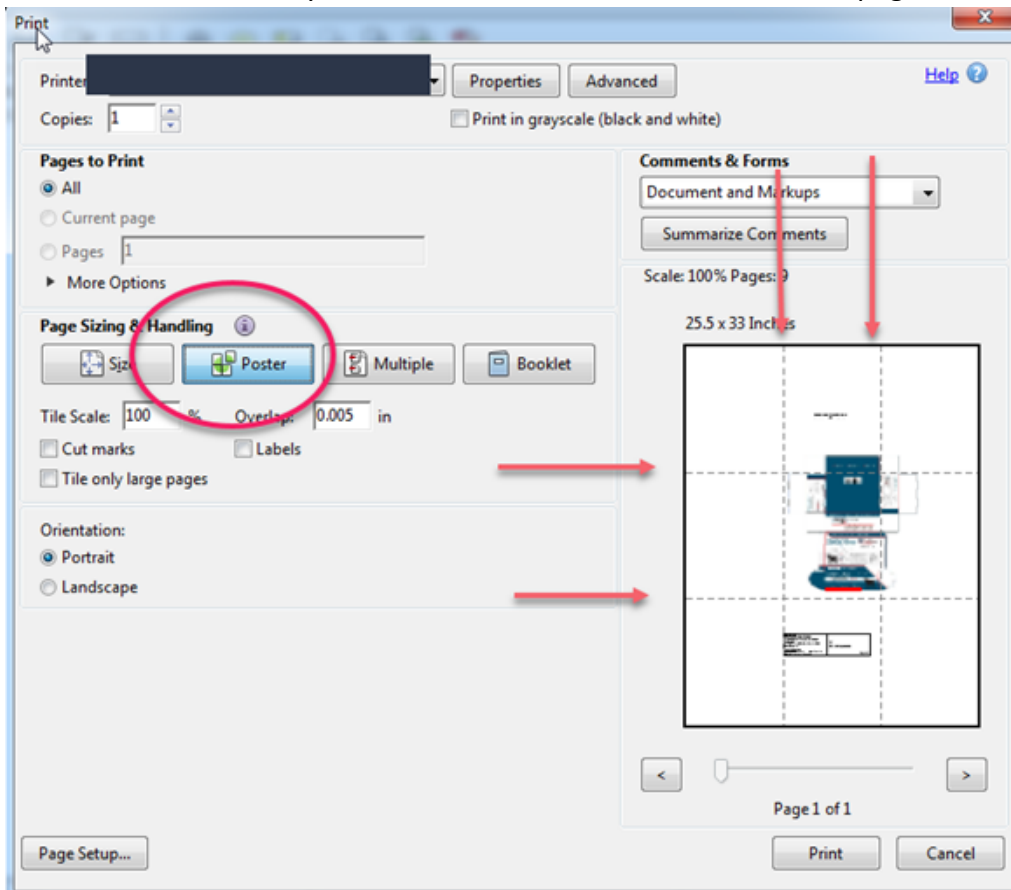 Print
Printer
Properties
Advanced
Help
Copies: 1
Print in grayscale (black and white)
Pages to Print
All
Current page
Pages 1
More Options
Comments & Forms
Document and Markups
Summarize Comments
Scale: 100% Pages: 9
Page Sizing & Handling
Size
Poster
Multiple
Booklet
25.5 x 33 Inches
Tile Scale: 100 % Overlap: 0.005 in
Cut marks
Labels
Tile only large pages
Orientation:
Portrait
Landscape
<
>
Page 1 of 1
Page Setup...
Print
Cancel